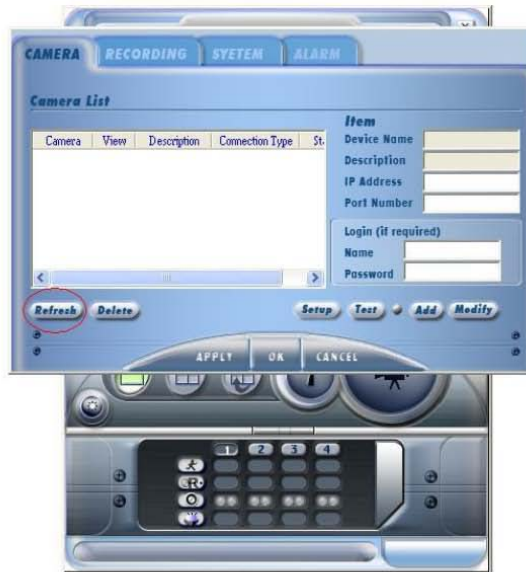 CAMERA RECORDING SYETEM ALARM
Camera List
Camera View Description Connection Type St.
Item
Device Name
Description
IP Address
Port Number
Login (if required)
Name
Password
Refresh Delete Setup Test Add Modify
APPLY OK CANCEL
1 2 3 4
R